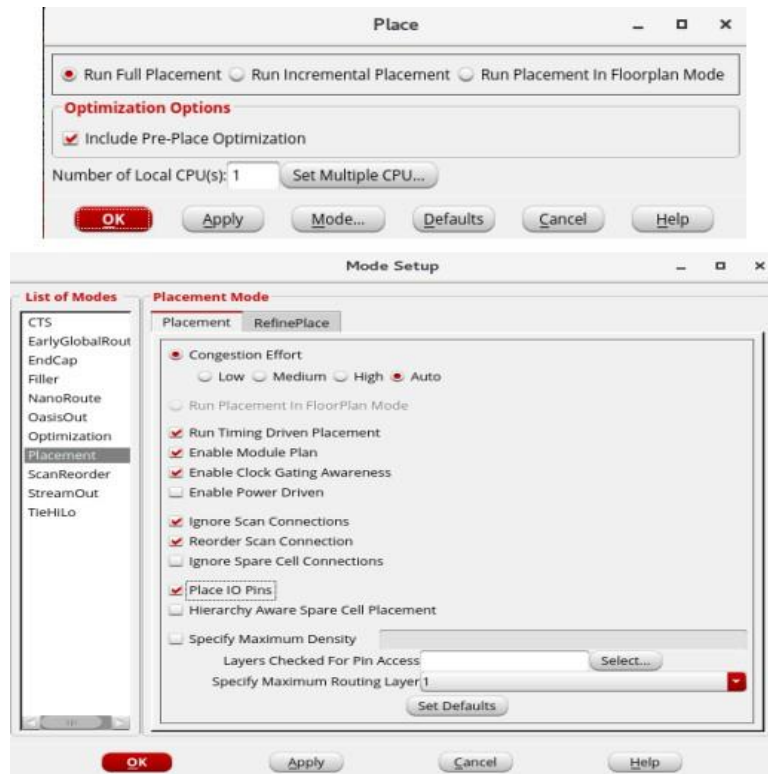 Place
Run Full Placement Run Incremental Placement Run Placement In Floorplan Mode
Optimization Options
Include Pre-Place Optimization
Number of Local CPU(s): 1 Set Multiple CPU...
OK Apply Mode... Defaults Cancel Help
Mode Setup
List of Modes
CTS
EarlyGlobalRout
EndCap
Filler
NanoRoute
OasisOut
Optimization
Placement
ScanReorder
StreamOut
TieHiLo
Placement Mode
Placement RefinePlace
Congestion Effort
Low Medium High Auto
Run Placement In FloorPlan Mode
Run Timing Driven Placement
Enable Module Plan
Enable Clock Gating Awareness
Enable Power Driven
Ignore Scan Connections
Reorder Scan Connection
Ignore Spare Cell Connections
Place IO Pins
Hierarchy Aware Spare Cell Placement
Specify Maximum Density
Layers Checked For Pin Access Select...
Specify Maximum Routing Layer 1
Set Defaults
OK Apply Cancel Help